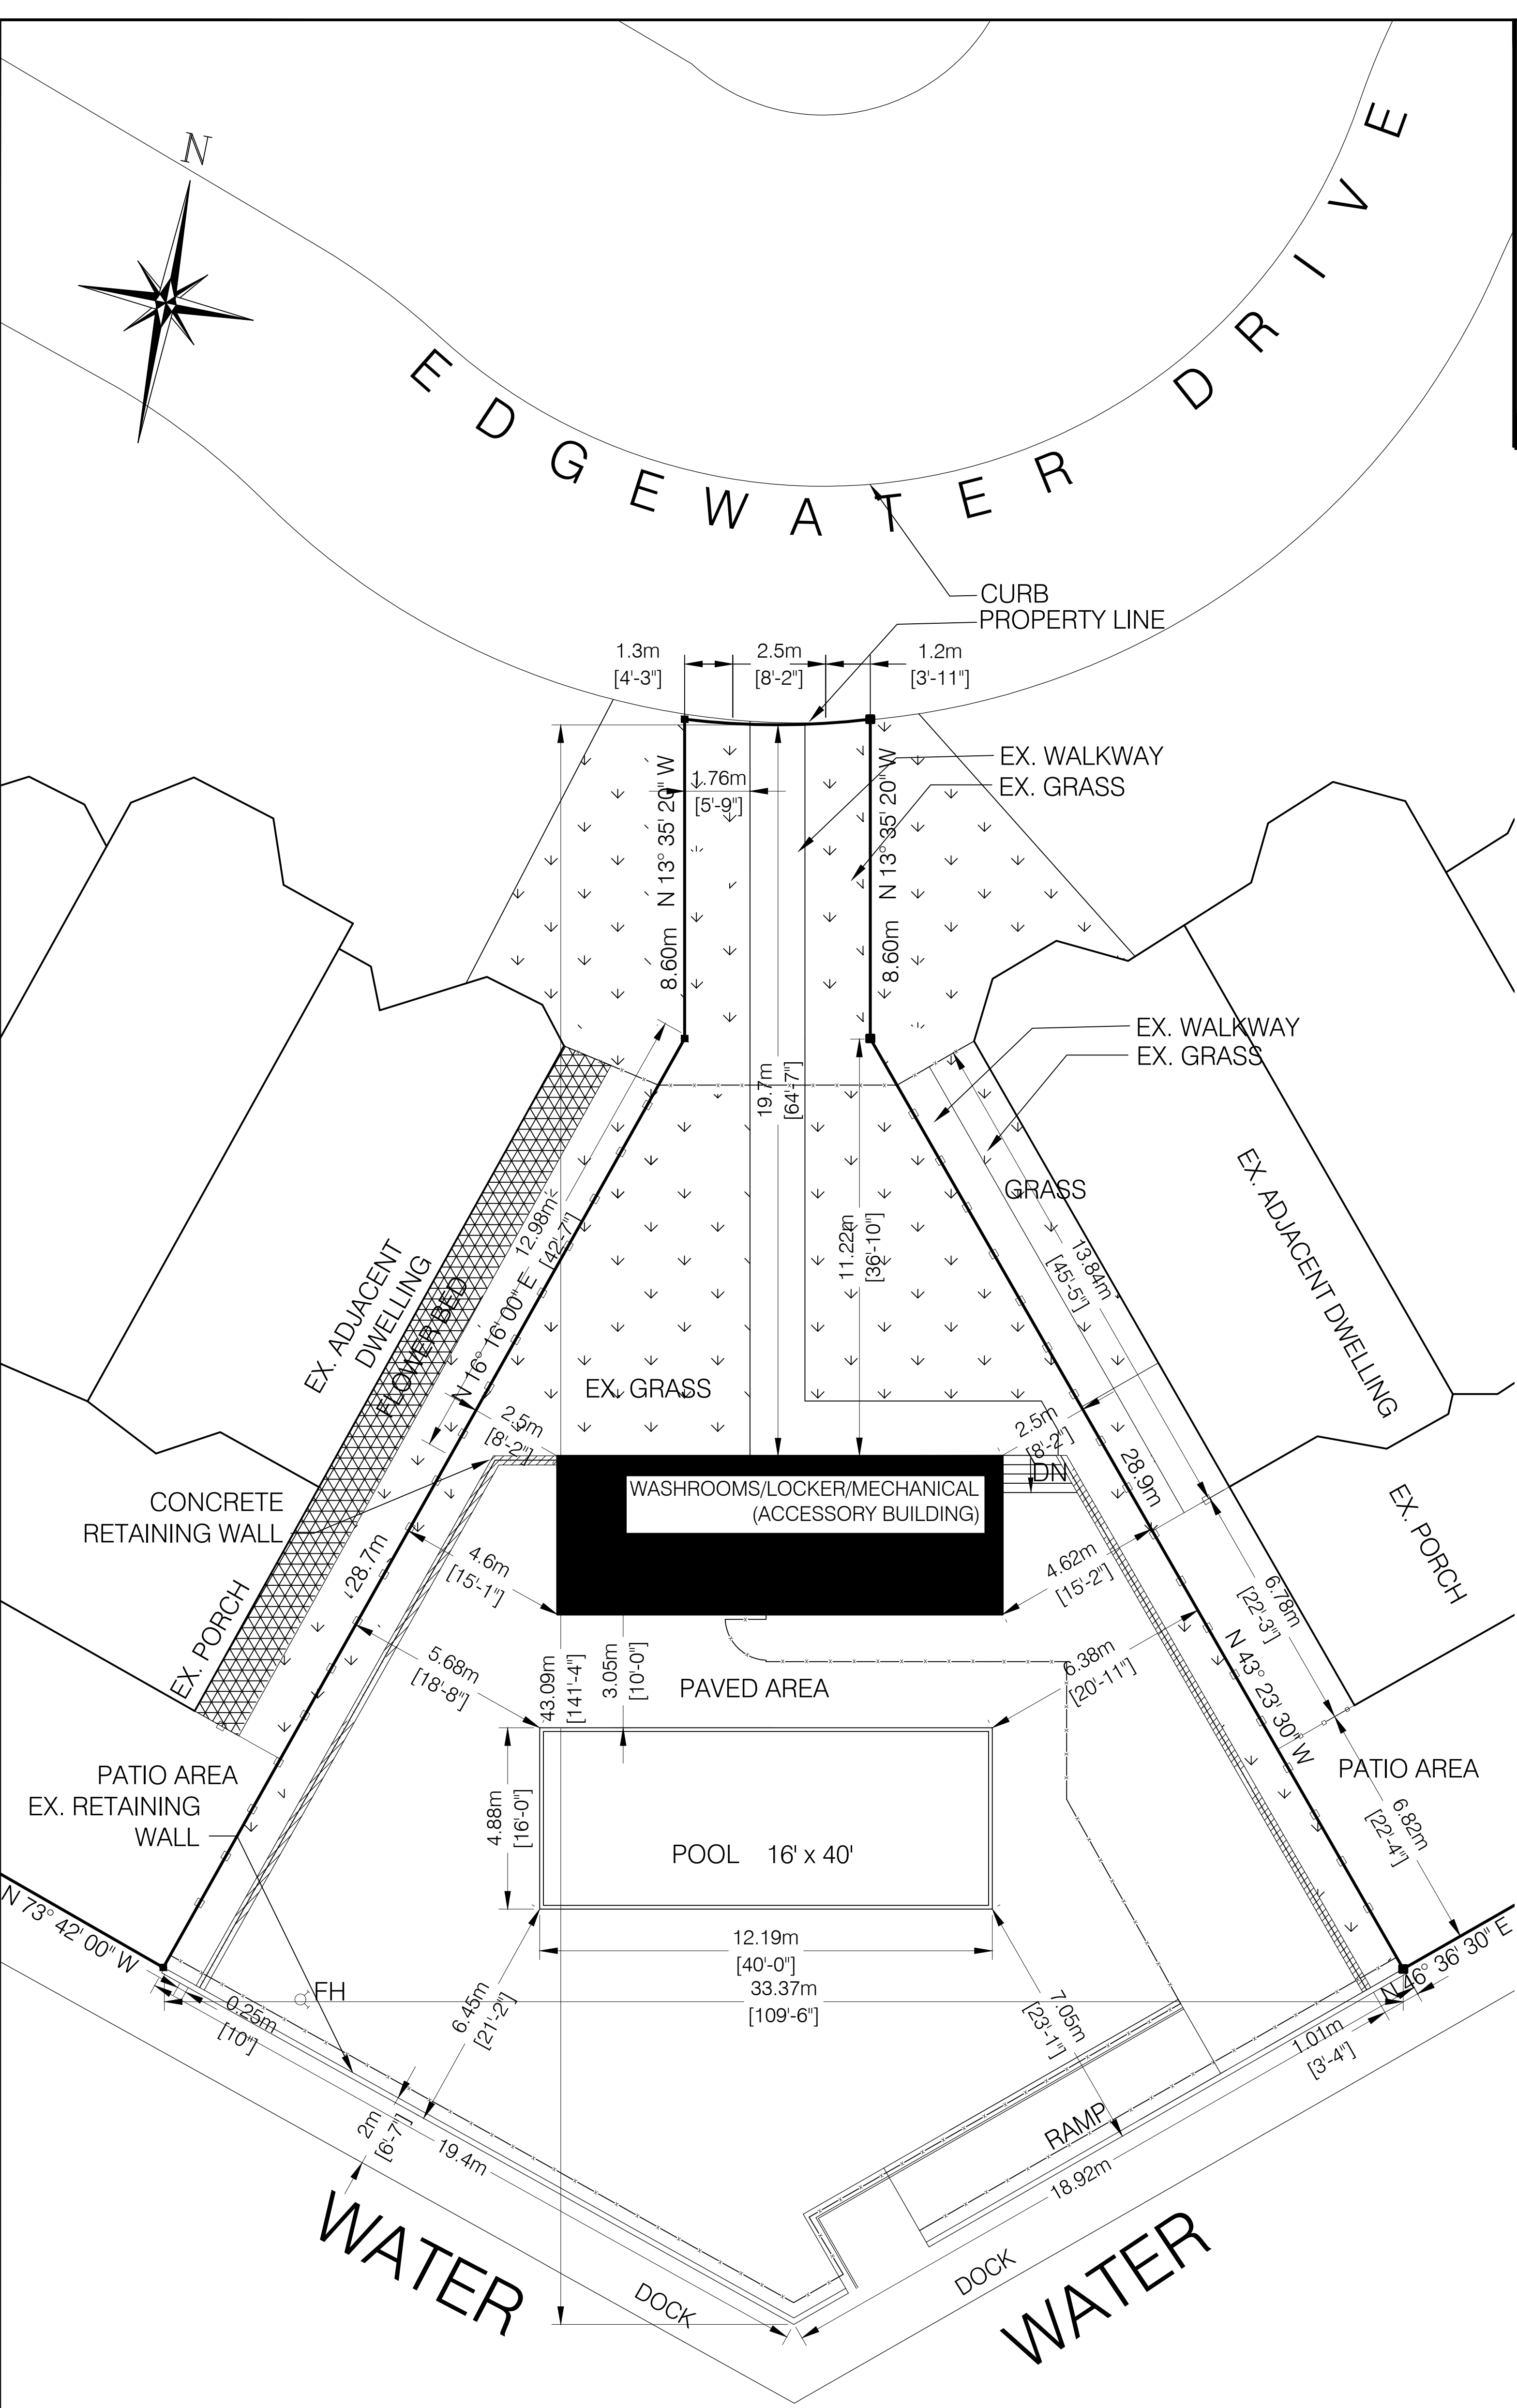 N
EDGEWATER DRIVE
CURB
PROPERTY LINE
1.3m
[4'-3"]
2.5m
[8'-2"]
1.2m
[3'-11"]
EX. WALKWAY
EX. GRASS
1.76m
[5'-9"]
N 13° 35' 20" W
8.60m
N 13° 35' 20" W
8.60m
EX. WALKWAY
EX. GRASS
19.7m
[64'-7"]
GRASS
12.98m
[42'-7"]
11.22m
[36'-10"]
13.84m
[45'-5"]
EX. ADJACENT
DWELLING
FLOWER BED
N 16° 16' 00" E
EX. ADJACENT DWELLING
EX. GRASS
2.5m
[8'-2"]
2.5m
[8'-2"]
DN
28.9m
WASHROOMS/LOCKER/MECHANICAL
(ACCESSORY BUILDING)
CONCRETE
RETAINING WALL
28.7m
4.6m
[15'-1"]
4.62m
[15'-2"]
EX. PORCH
EX. PORCH
6.78m
[22'-3"]
5.68m
[18'-8"]
43.09m
[141'-4"]
3.05m
[10'-0"]
PAVED AREA
6.38m
[20'-11"]
N 43° 23' 30" W
PATIO AREA
EX. RETAINING
WALL
PATIO AREA
6.82m
[22'-4"]
4.88m
[16'-0"]
POOL 16' x 40'
12.19m
[40'-0"]
33.37m
[109'-6"]
N 73° 42' 00" W
N 46° 36' 30" E
FH
0.25m
[10"]
6.45m
[21'-2"]
7.05m
[23'-1"]
1.01m
[3'-4"]
2m
[6'-7"]
19.4m
RAMP
18.92m
WATER
DOCK
DOCK
WATER